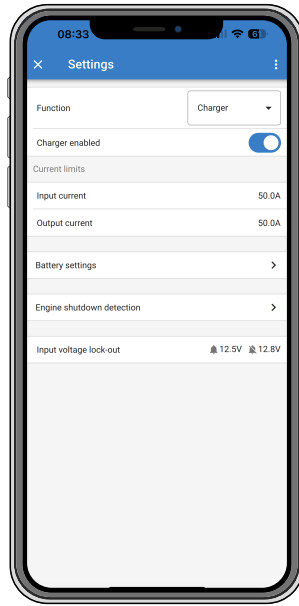 08:33
61
Settings
Function
Charger
Charger enabled
Current limits
Input current
50.0A
Output current
50.0A
Battery settings
Engine shutdown detection
Input voltage lock-out
12.5V
12.8V